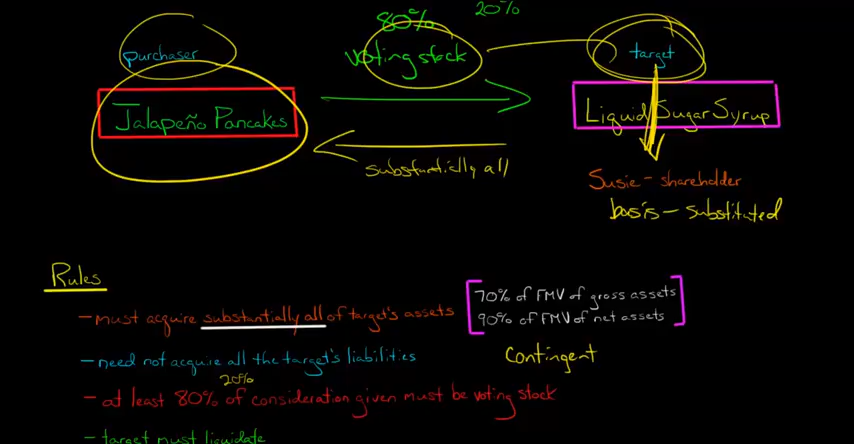 80% 20%
purchaser voting stock target
Jalapeño Pancakes Liquid Sugar Syrup
substantially all
Susie - shareholder
basis - substituted
Rules
- must acquire substantially all of target's assets
70% of FMV of gross assets
90% of FMV of net assets
- need not acquire all the target's liabilities
contingent
20%
- at least 80% of consideration given must be voting stock
- target must liquidate